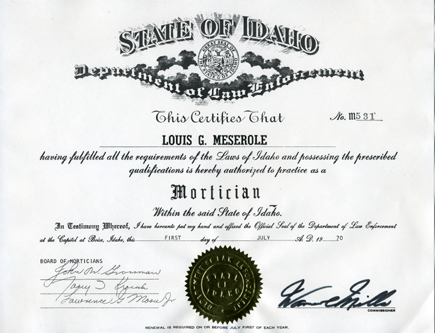 STATE OF IDAHO
Department of Law Enforcement
This Certifies That
No. M531
LOUIS G. MESEROLE
having fulfilled all the requirements of the Laws of Idaho and possessing the prescribed
qualifications is hereby authorized to practice as a
Mortician
Within the said State of Idaho.
In Testimony Whereof, I have hereunto put my hand and affixed the Official Seal of the Department of Law Enforcement
at the Capitol at Boise, Idaho, this FIRST day of JULY A. D. 19 70
BOARD OF MORTICIANS
COMMISSIONER
RENEWAL IS REQUIRED ON OR BEFORE JULY FIRST OF EACH YEAR.